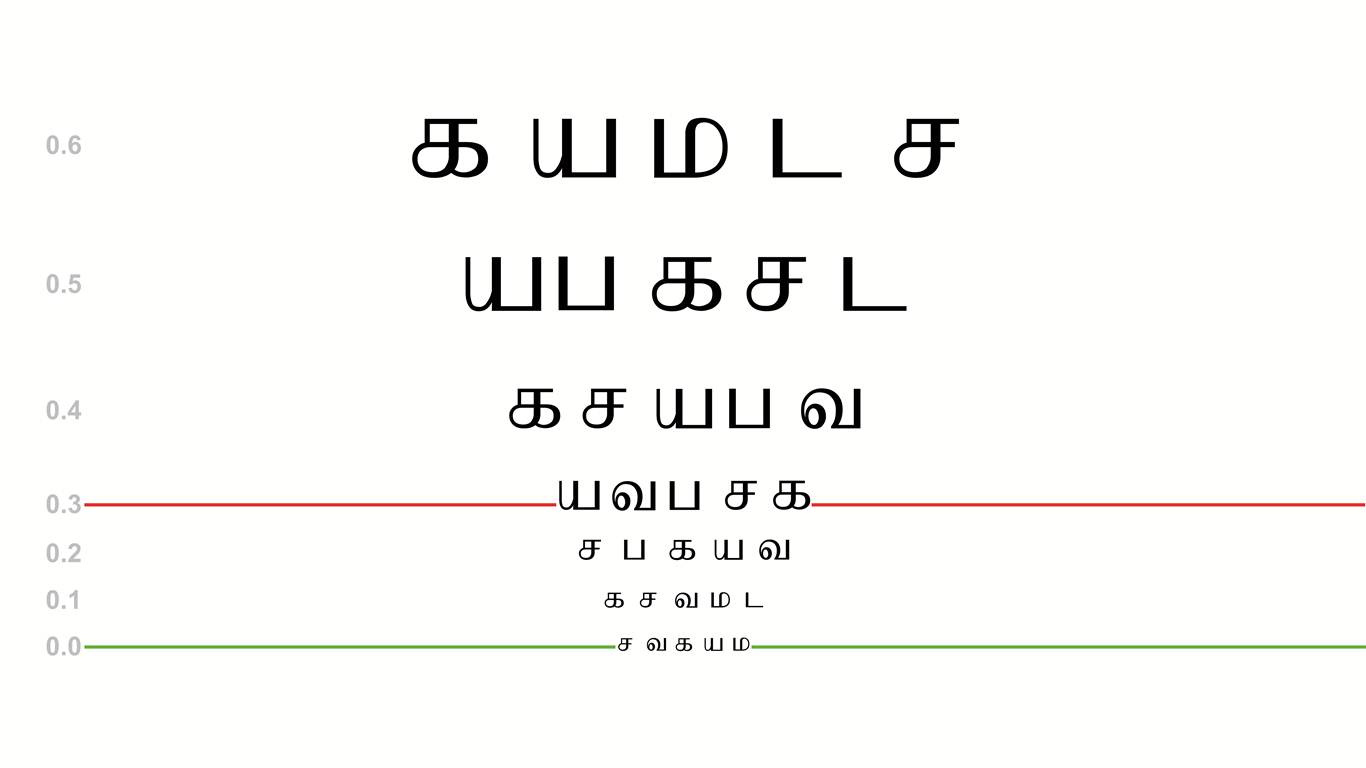 0.6 க ய ம ட ச
0.5 ய ப க ச ட
0.4 க ச ய ப வ
0.3 ய வ ப ச க
0.2 ச ப க ய வ
0.1 க ச வ ம ட
0.0 ச வ க ய ம